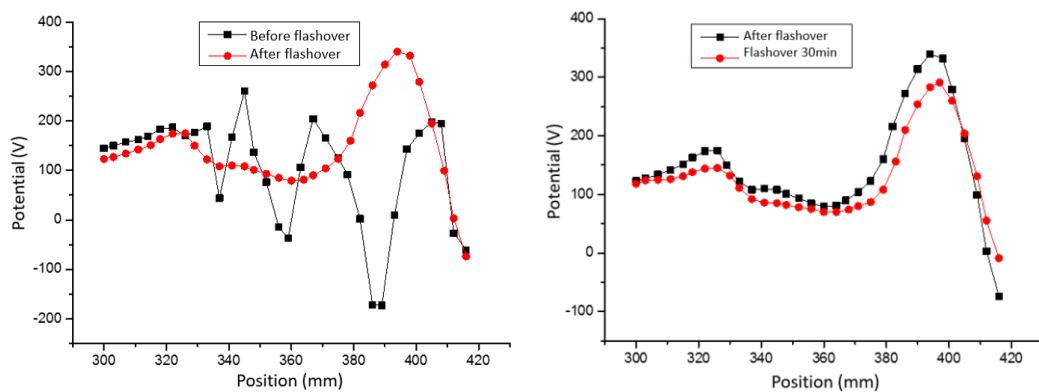 400
300
200
100
0
-100
-200
Potential (V)
Before flashover
After flashover
300 320 340 360 380 400 420
Position (mm)
400
300
200
100
0
-100
Potential (V)
After flashover
Flashover 30min
300 320 340 360 380 400 420
Position (mm)